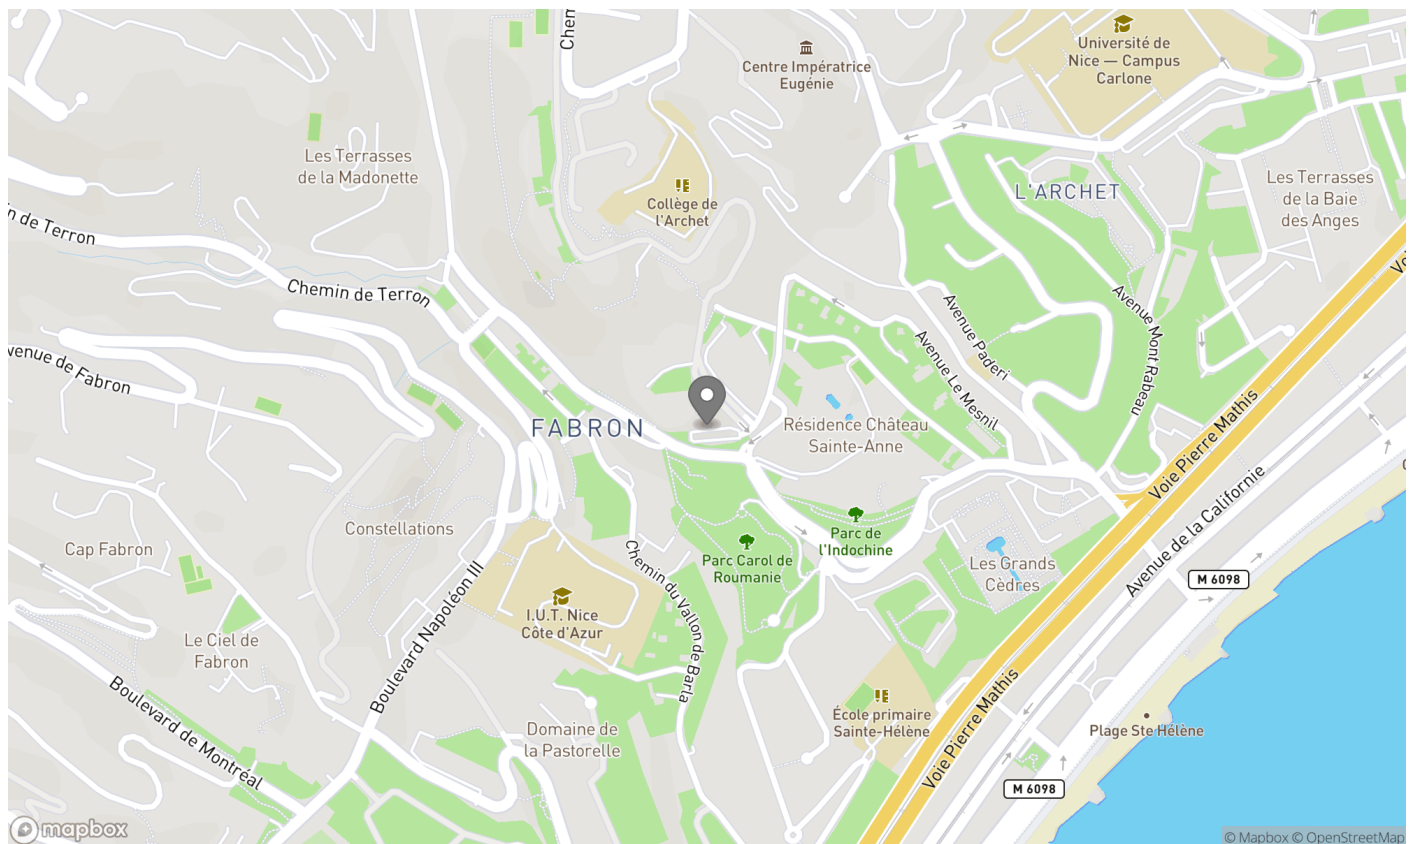 Chem
Centre Impératrice
Eugénie
Université de
Nice — Campus
Carlone
Les Terrasses
de la Madonette
Collège de
l'Archet
L'ARCHET
Les Terrasses
de la Baie
des Anges
in de Terron
Chemin de Terron
Voi
venue de Fabron
Avenue Paderi
Avenue Mont Rabeau
Avenue Le Mesnil
FABRON
Résidence Château
Sainte-Anne
Voie Pierre Mathis
Constellations
Cap Fabron
Parc de
l'Indochine
Parc Carol de
Roumanie
Les Grands
Cèdres
Avenue de la Californie
M 6098
Chemin du Vallon de Barla
I.U.T. Nice
Côte d'Azur
Boulevard Napoléon III
Le Ciel de
Fabron
Boulevard de Montréal
Domaine de
la Pastorelle
École primaire
Sainte-Hélène
Voie Pierre Mathis
Plage Ste Hélène
M 6098
mapbox
© Mapbox © OpenStreetMap